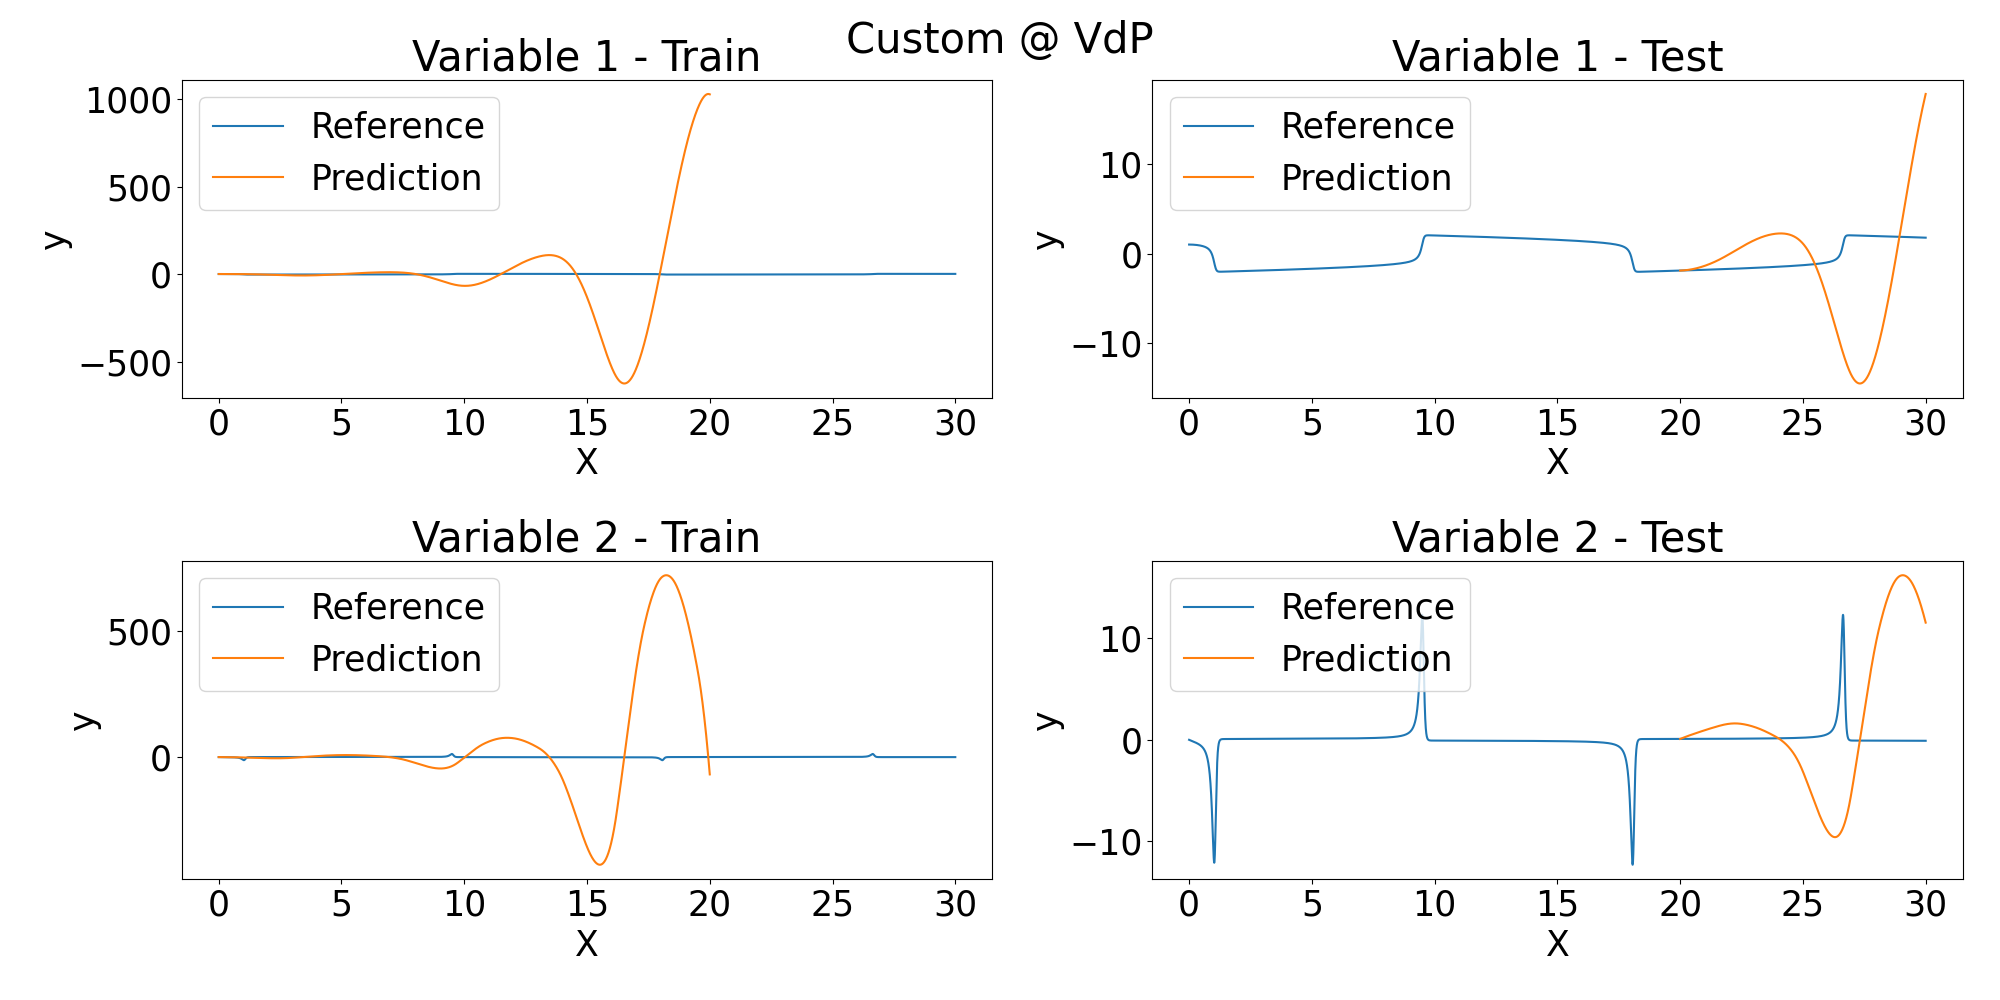 Custom @ VdP
Variable 1 - Train
1000
500
0
−500
y
Reference
Prediction
0 5 10 15 20 25 30
X
Variable 1 - Test
10
0
−10
y
Reference
Prediction
0 5 10 15 20 25 30
X
Variable 2 - Train
500
0
y
Reference
Prediction
0 5 10 15 20 25 30
X
Variable 2 - Test
10
0
−10
y
Reference
Prediction
0 5 10 15 20 25 30
X